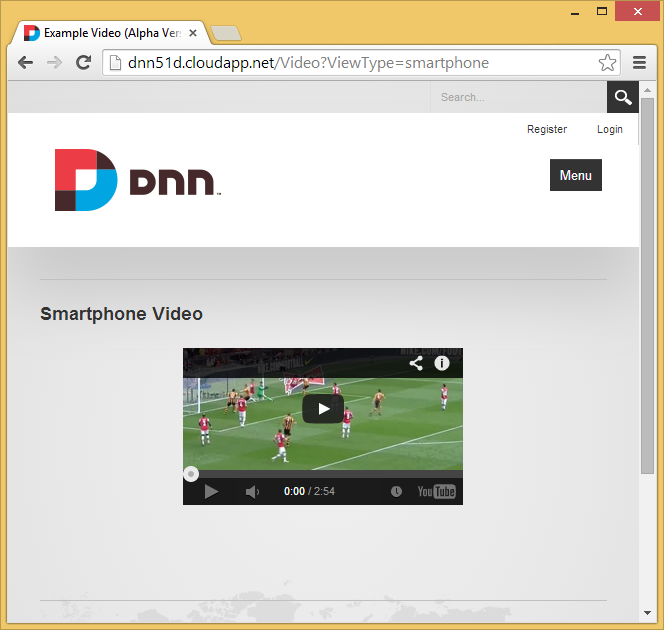 Example Video (Alpha Ver
dnn51d.cloudapp.net/Video?ViewType=smartphone
Search...
Register Login
DNN
Menu
Smartphone Video
0:00 / 2:54
YouTube